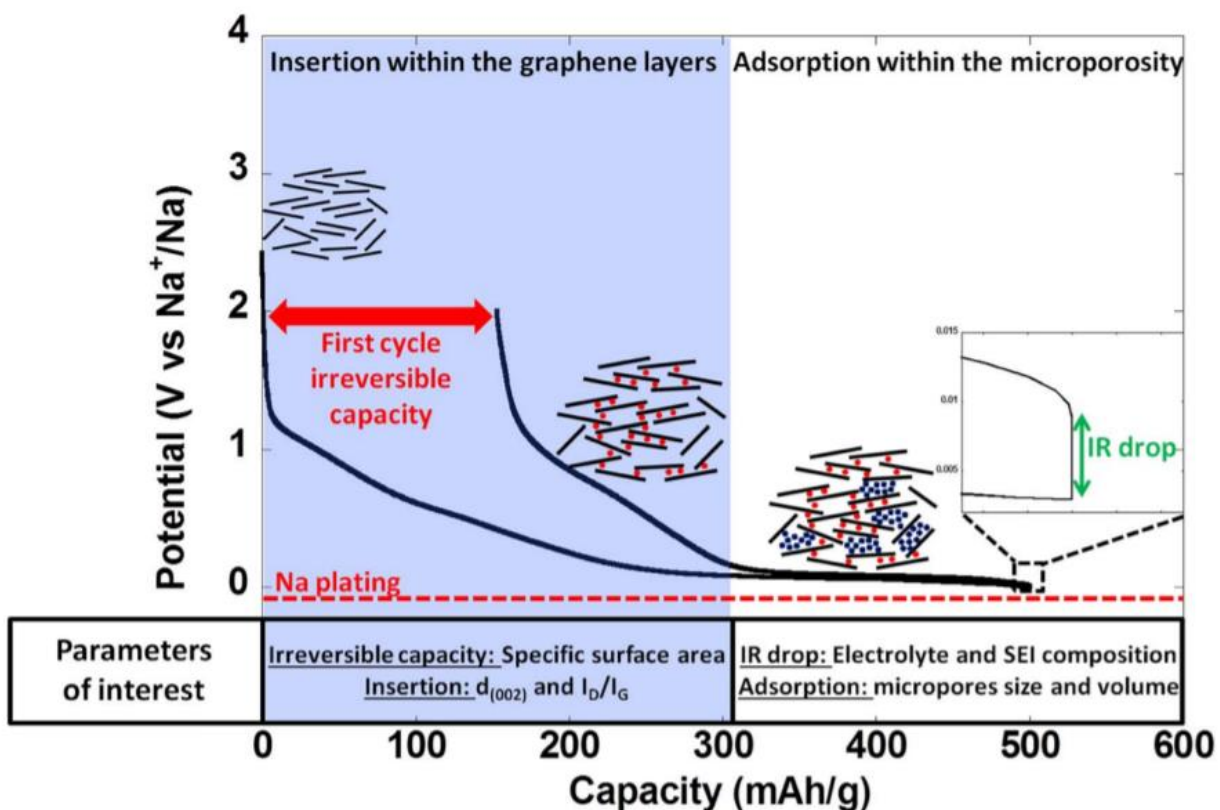 Insertion within the graphene layers
Adsorption within the microporosity
Potential (V vs Na⁺/Na)
4
3
2
1
0
First cycle
irreversible
capacity
0.015
0.01
0.005
IR drop
Na plating
Parameters
of interest
Irreversible capacity: Specific surface area
Insertion: d₍₀₀₂₎ and I_D/I_G
IR drop: Electrolyte and SEI composition
Adsorption: micropores size and volume
0
100
200
300
400
500
600
Capacity (mAh/g)